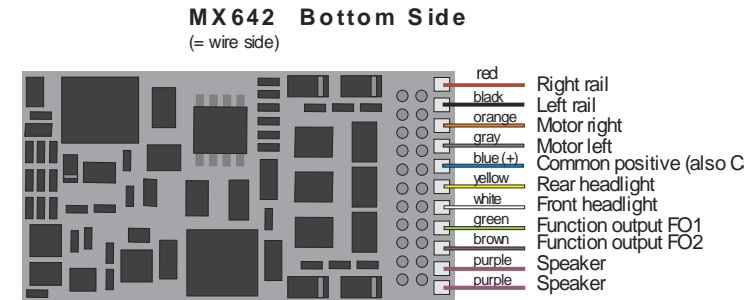 MX642 Bottom Side
(= wire side)
red Right rail
black Left rail
orange Motor right
gray Motor left
blue (+) Common positive (also C
yellow Rear headlight
white Front headlight
green Function output FO1
brown Function output FO2
purple Speaker
purple Speaker